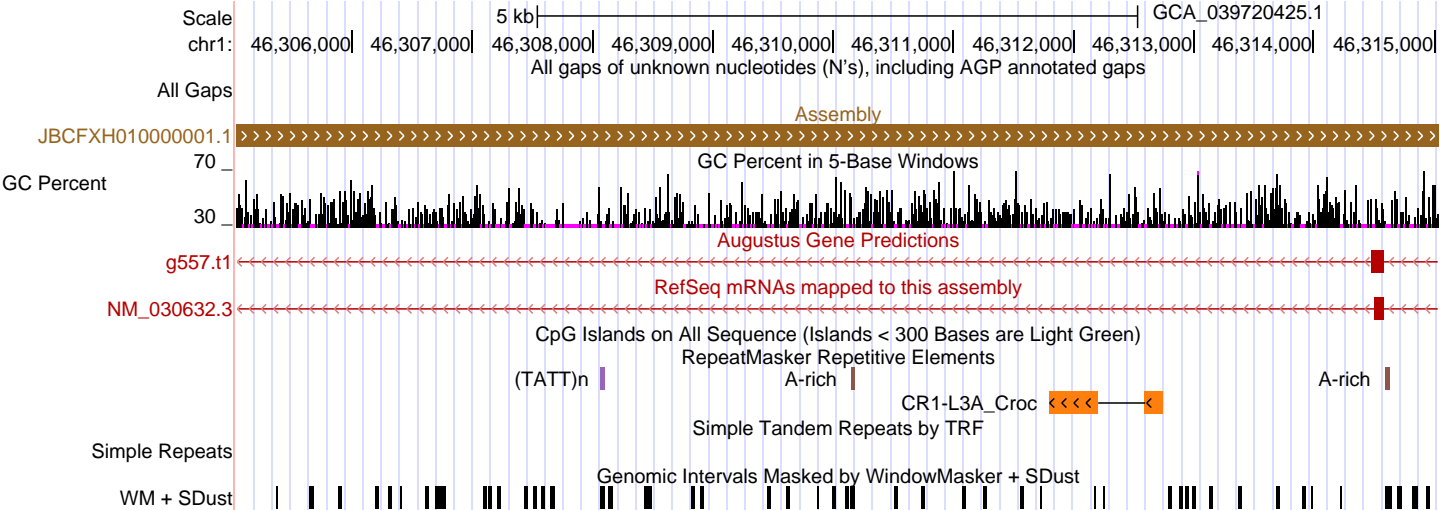 Scale 5 kb GCA_039720425.1
chr1: 46,306,000 46,307,000 46,308,000 46,309,000 46,310,000 46,311,000 46,312,000 46,313,000 46,314,000 46,315,000
All gaps of unknown nucleotides (N's), including AGP annotated gaps
All Gaps
Assembly
JBCFXH010000001.1
GC Percent in 5-Base Windows
70 _
GC Percent
30 _
Augustus Gene Predictions
g557.t1
RefSeq mRNAs mapped to this assembly
NM_030632.3
CpG Islands on All Sequence (Islands < 300 Bases are Light Green)
RepeatMasker Repetitive Elements
(TATT)n A-rich A-rich
CR1-L3A_Croc
Simple Tandem Repeats by TRF
Simple Repeats
Genomic Intervals Masked by WindowMasker + SDust
WM + SDust